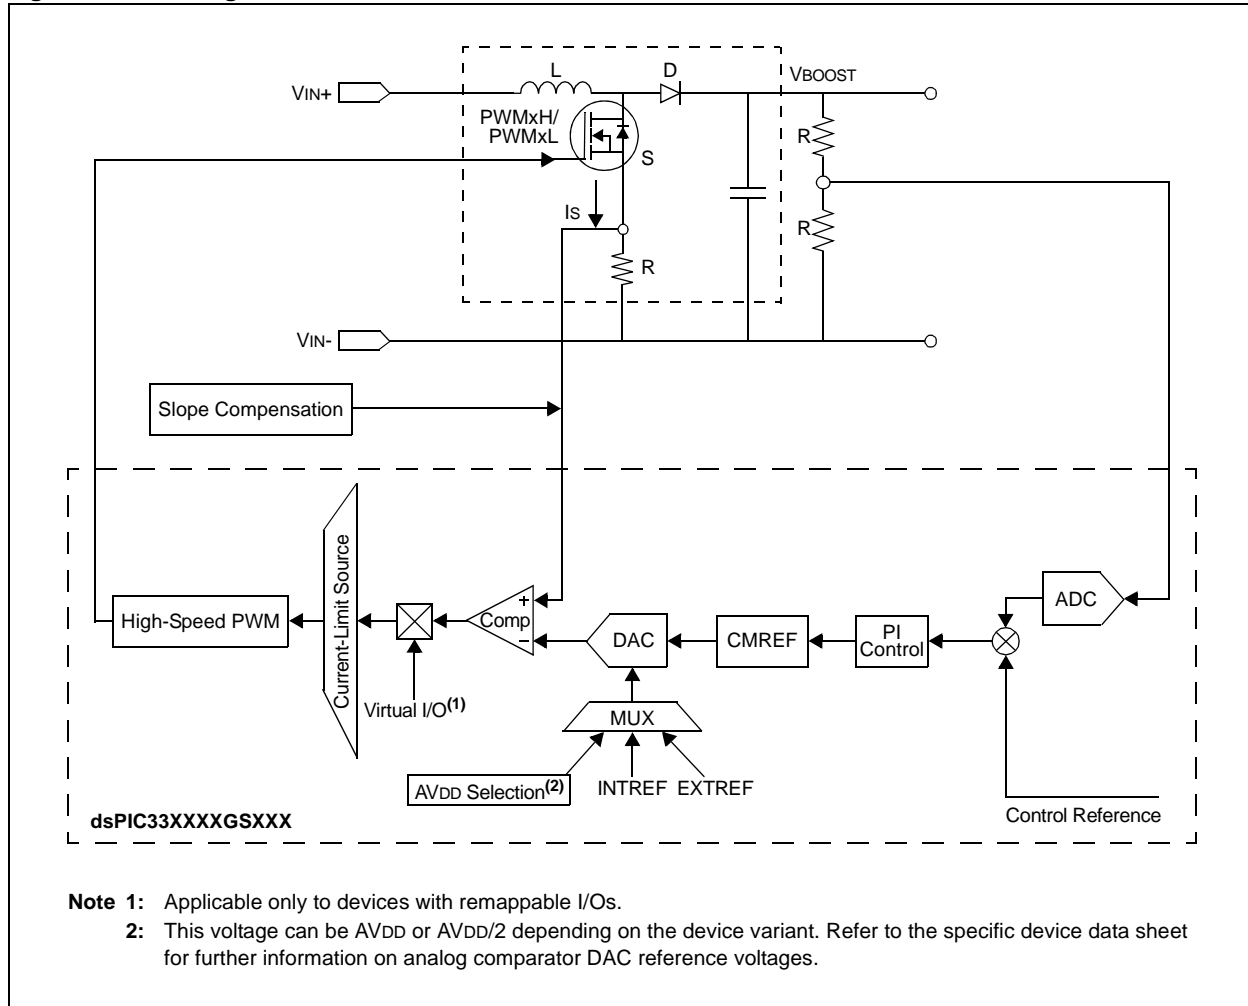 L
D
VBOOST
VIN+
PWMxH/
PWMxL
R
S
IS
R
R
VIN-
Slope Compensation
Current-Limit Source
ADC
High-Speed PWM
+
Comp
–
DAC
CMREF
PI
Control
Virtual I/O(1)
MUX
AVDD Selection(2)
INTREF EXTREF
Control Reference
dsPIC33XXXXGSXXX
Note 1: Applicable only to devices with remappable I/Os.
2: This voltage can be AVDD or AVDD/2 depending on the device variant. Refer to the specific device data sheet
for further information on analog comparator DAC reference voltages.